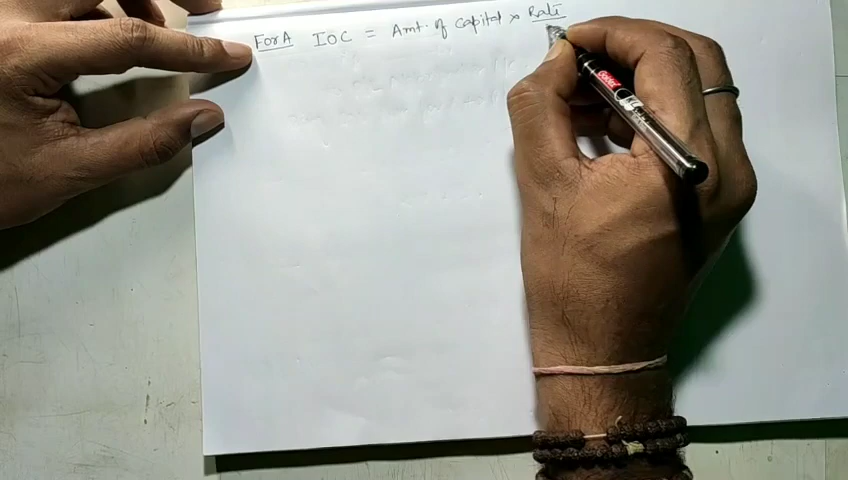 For A IOC = Amt. of Capital x Rate